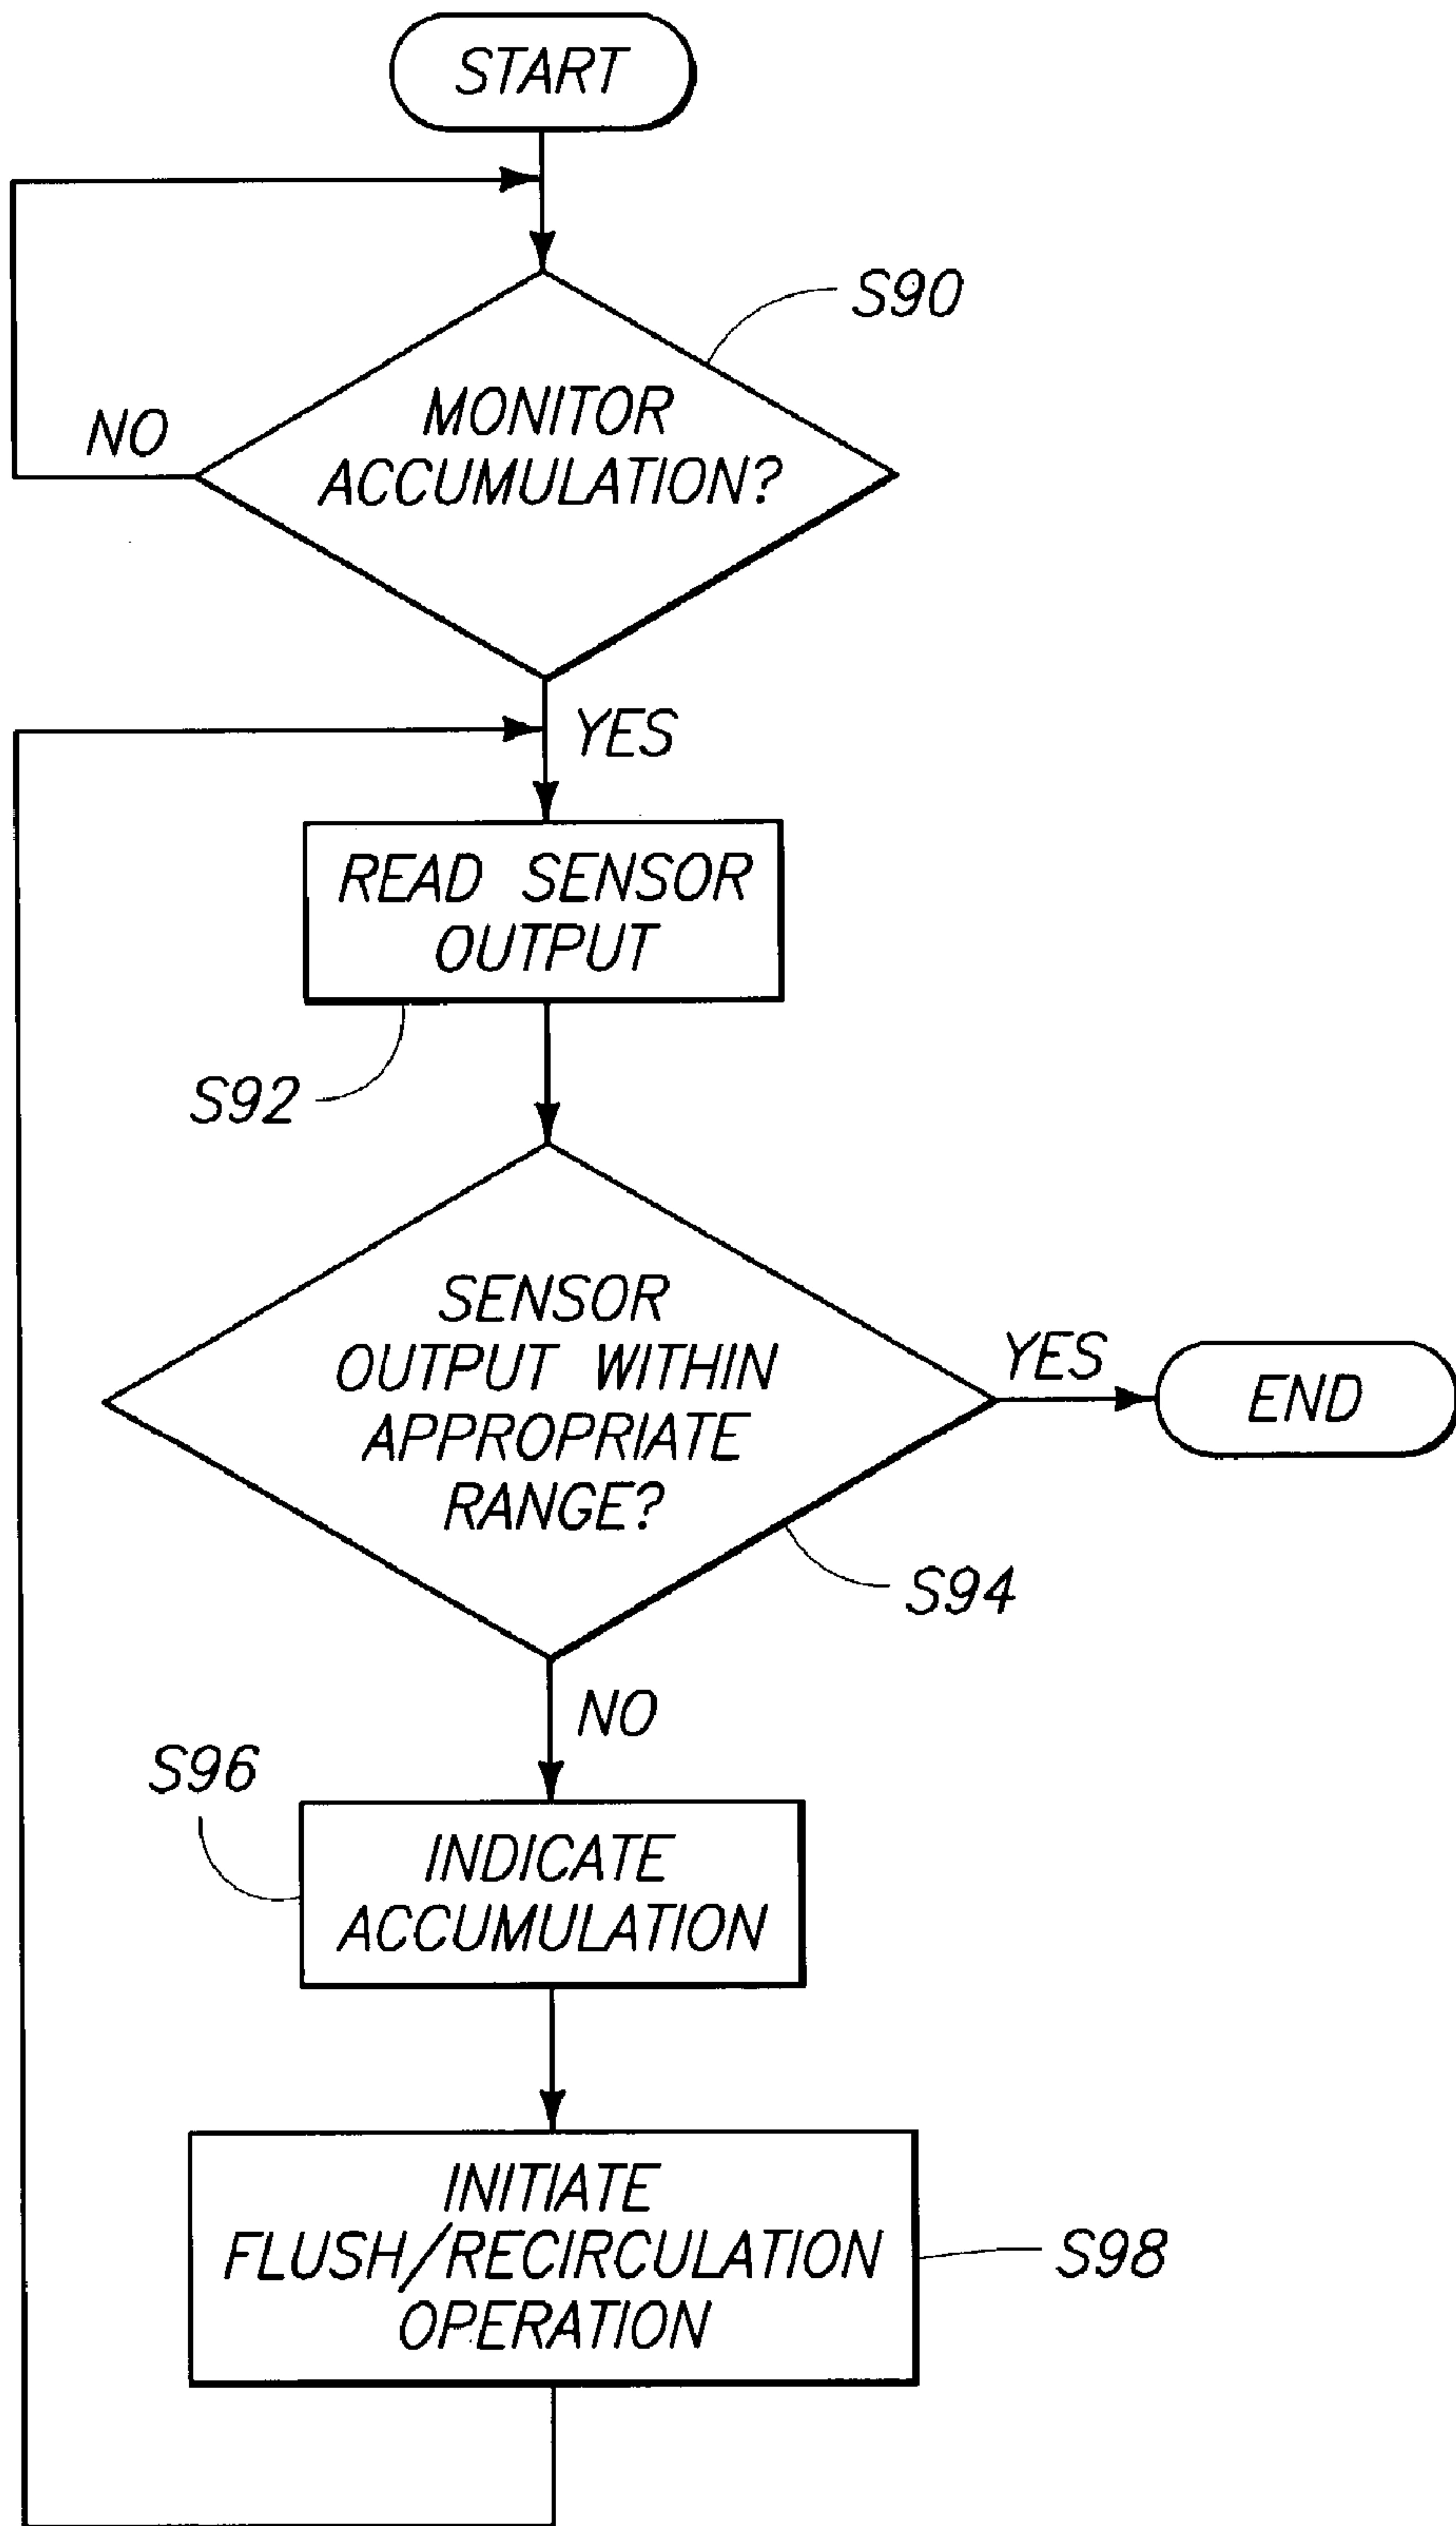 START
S90
MONITOR
ACCUMULATION?
NO
YES
READ SENSOR
OUTPUT
S92
SENSOR
OUTPUT WITHIN
APPROPRIATE
RANGE?
YES
END
S94
NO
S96
INDICATE
ACCUMULATION
INITIATE
FLUSH/RECIRCULATION
OPERATION
S98